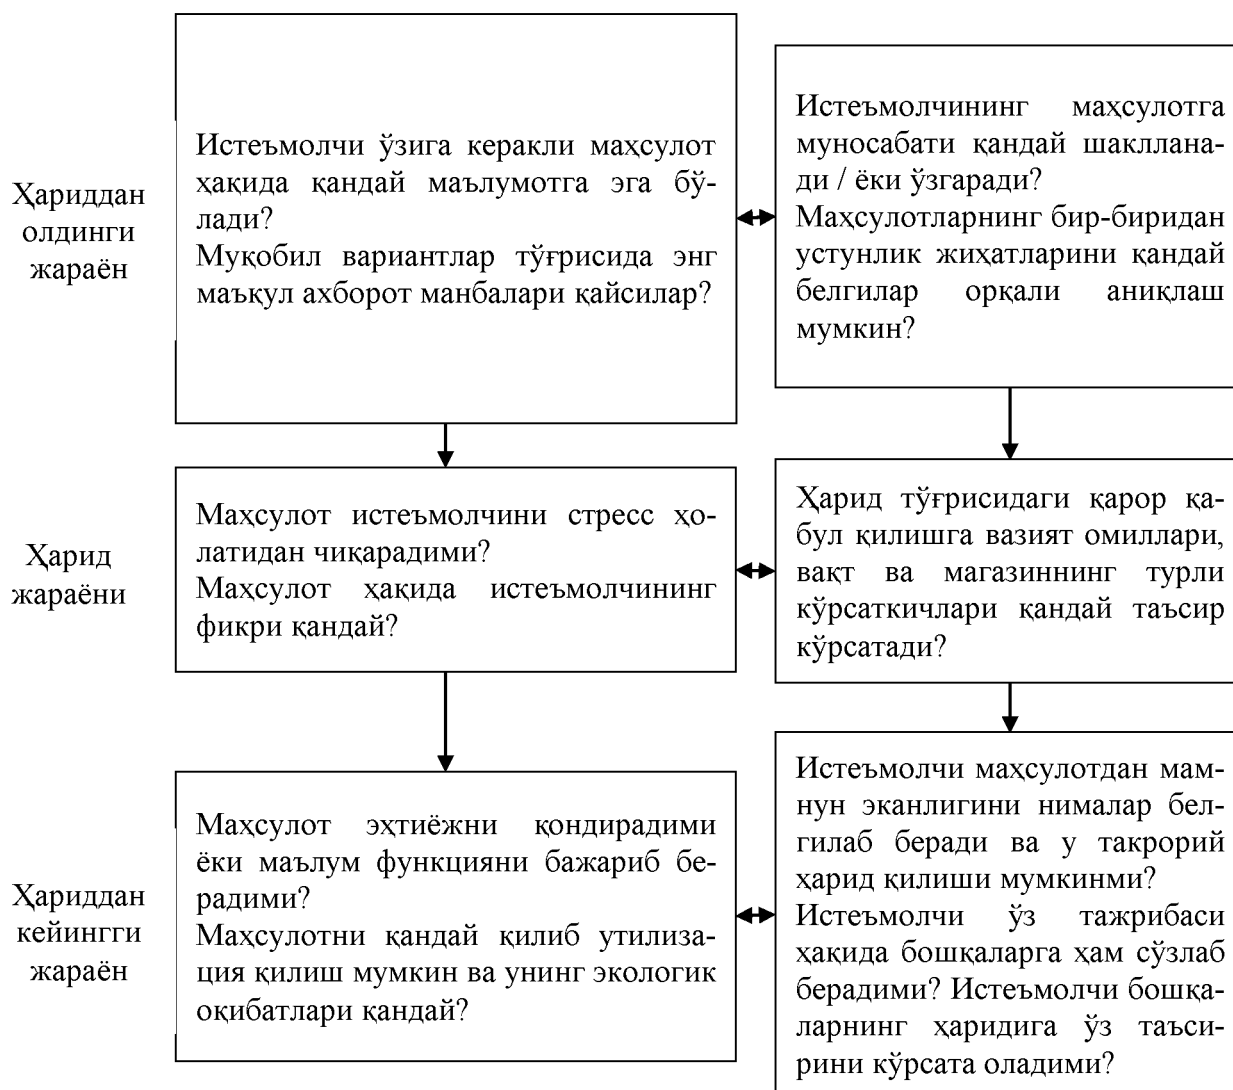 Ҳариддан
олдинги
жараён
Истеъмолчи ўзига керакли маҳсулот
ҳақида қандай маълумотга эга бў-
лади?
Муқобил вариантлар тўғрисида энг
маъқул ахборот манбалари қайсилар?
Истеъмолчининг маҳсулотга
муносабати қандай шакллана-
ди / ёки ўзгаради?
Маҳсулотларнинг бир-биридан
устунлик жиҳатларини қандай
белгилар орқали аниқлаш
мумкин?
Ҳарид
жараёни
Маҳсулот истеъмолчини стресс ҳо-
латидан чиқарадими?
Маҳсулот ҳақида истеъмолчининг
фикри қандай?
Ҳарид тўғрисидаги қарор қа-
бул қилишга вазият омиллари,
вақт ва магазиннинг турли
кўрсаткичлари қандай таъсир
кўрсатади?
Ҳариддан
кейингги
жараён
Маҳсулот эҳтиёжни қондирадими
ёки маълум функцияни бажариб бе-
радими?
Маҳсулотни қандай қилиб утилиза-
ция қилиш мумкин ва унинг экологик
оқибатлари қандай?
Истеъмолчи маҳсулотдан мам-
нун эканлигини нималар бел-
гилаб беради ва у такрорий
ҳарид қилиши мумкинми?
Истеъмолчи ўз тажрибаси
ҳақида бошқаларга ҳам сўзлаб
берадими? Истеъмолчи бошқа-
ларнинг ҳаридига ўз таъси-
рини кўрсата оладими?